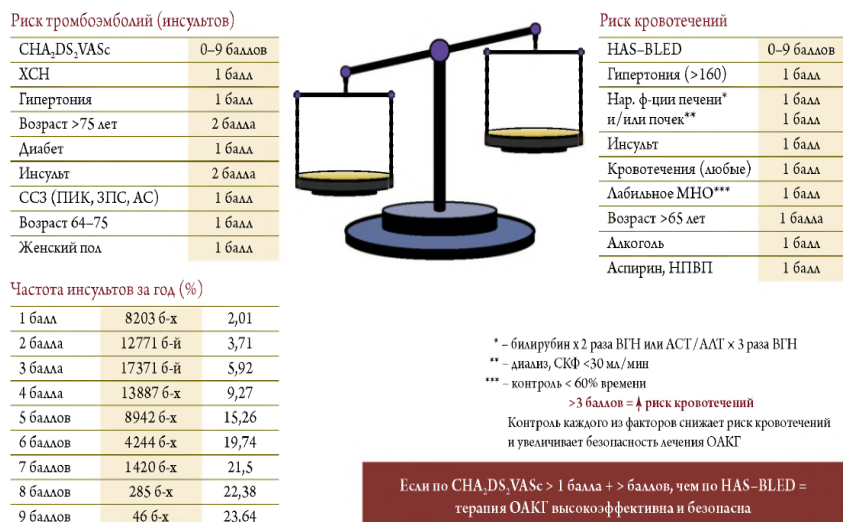 Риск тромбоэмболий (инсультов)
CHA₂DS₂VASc 0–9 баллов
ХСН 1 балл
Гипертония 1 балл
Возраст >75 лет 2 балла
Диабет 1 балл
Инсульт 2 балла
ССЗ (ПИК, ЗПС, АС) 1 балл
Возраст 64–75 1 балл
Женский пол 1 балл
Частота инсультов за год (%)
1 балл 8203 б-х 2,01
2 балла 12771 б-й 3,71
3 балла 17371 б-й 5,92
4 балла 13887 б-х 9,27
5 баллов 8942 б-х 15,26
6 баллов 4244 б-х 19,74
7 баллов 1420 б-х 21,5
8 баллов 285 б-х 22,38
9 баллов 46 б-х 23,64
Риск кровотечений
HAS–BLED 0–9 баллов
Гипертония (>160) 1 балл
Нар. ф-ции печени* 1 балл
и/или почек** 1 балл
Инсульт 1 балл
Кровотечения (любые) 1 балл
Лабильное МНО*** 1 балл
Возраст >65 лет 1 балла
Алкоголь 1 балл
Аспирин, НПВП 1 балл
* – билирубин x 2 раза ВГН или АСТ/АЛТ × 3 раза ВГН
** – диализ, СКФ <30 мл/мин
*** – контроль < 60% времени
>3 баллов = ↑ риск кровотечений
Контроль каждого из факторов снижает риск кровотечений
и увеличивает безопасность лечения ОАКГ
Если по CHA₂DS₂VASc > 1 балла + > баллов, чем по HAS–BLED =
терапия ОАКГ высокоэффективна и безопасна